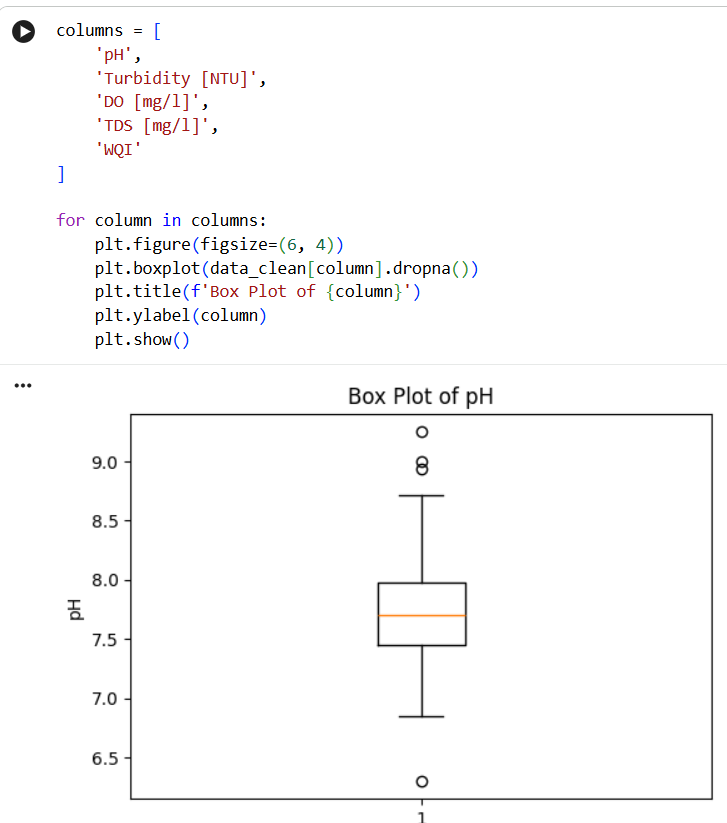 columns = [
    'pH',
    'Turbidity [NTU]',
    'DO [mg/l]',
    'TDS [mg/l]',
    'WQI'
]
for column in columns:
    plt.figure(figsize=(6, 4))
    plt.boxplot(data_clean[column].dropna())
    plt.title(f'Box Plot of {column}')
    plt.ylabel(column)
    plt.show()
Box Plot of pH
9.0
8.5
8.0
7.5
7.0
6.5
pH
1